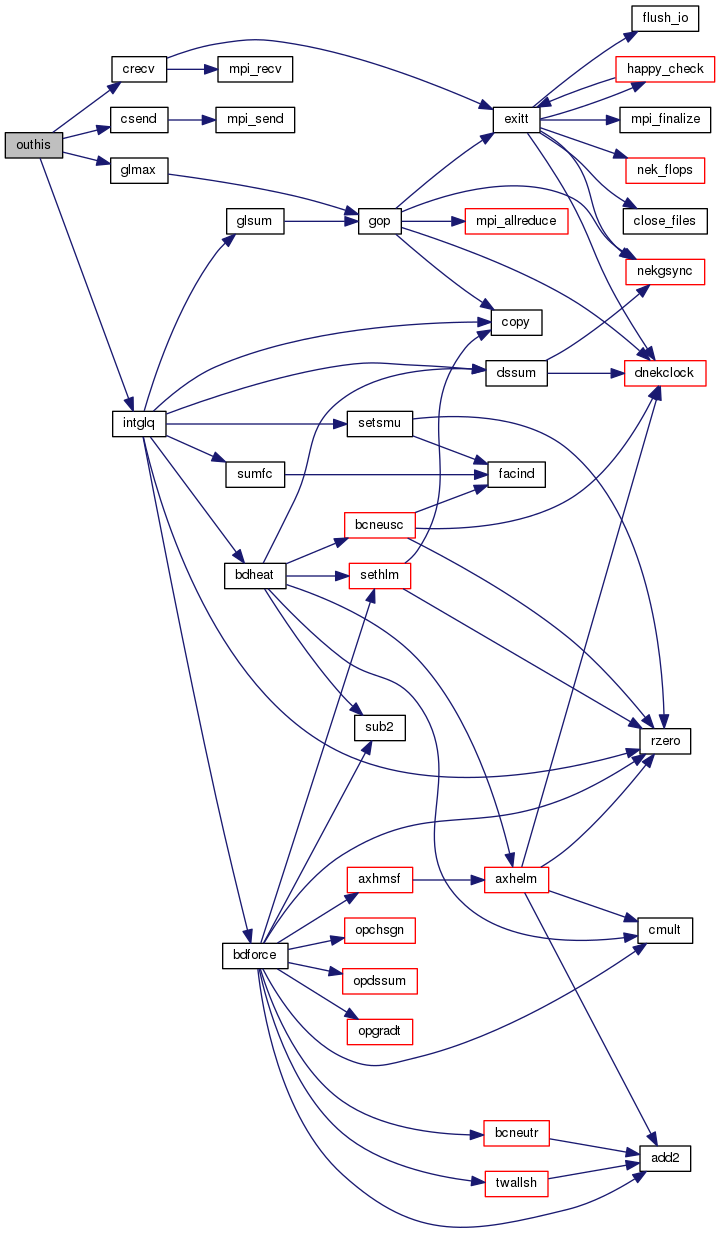 flush_io
crecv
mpi_recv
happy_check
csend
mpi_send
exitt
mpi_finalize
outhis
glmax
nek_flops
glsum
gop
mpi_allreduce
close_files
nekgsync
copy
dssum
dnekclock
intglq
setsmu
sumfc
facind
bcneusc
bdheat
sethlm
sub2
rzero
axhmsf
axhelm
opchsgn
cmult
bdforce
opdssum
opgradt
bcneutr
add2
twallsh